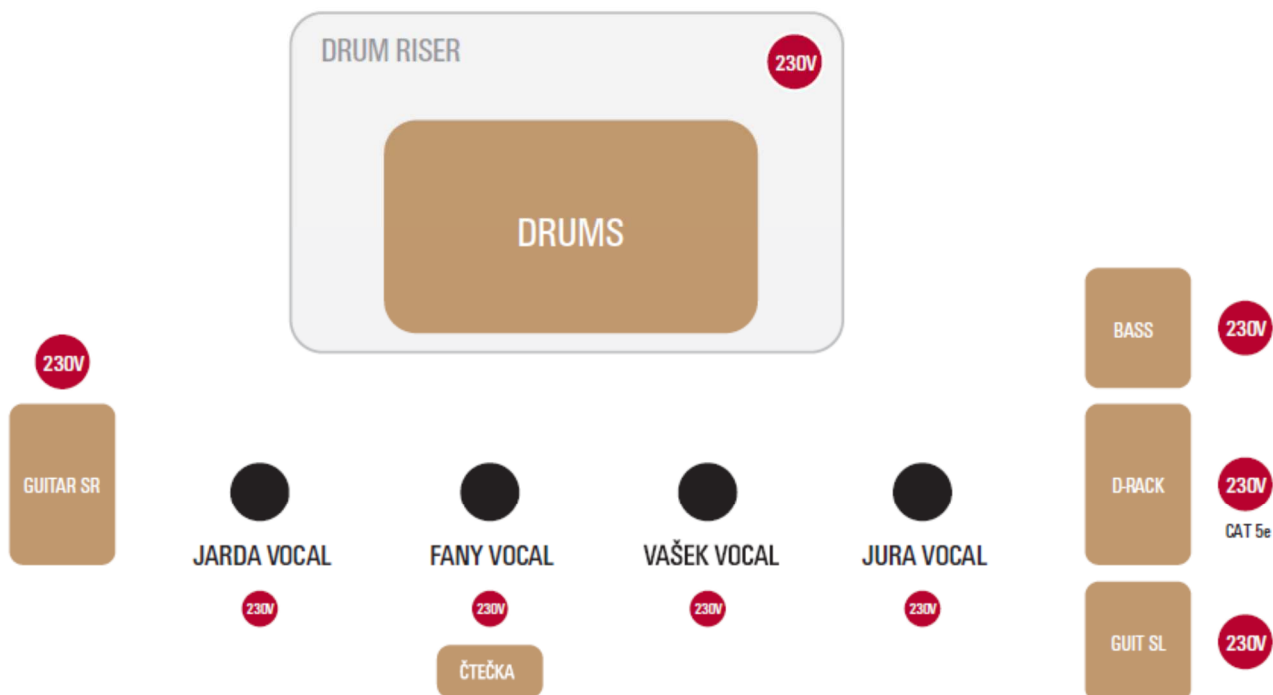 DRUM RISER
230V
DRUMS
BASS
230V
230V
GUITAR SR
D-RACK
230V
CAT 5e
JARDA VOCAL
FANY VOCAL
VAŠEK VOCAL
JURA VOCAL
230V
230V
230V
230V
GUIT SL
230V
ČTEČKA